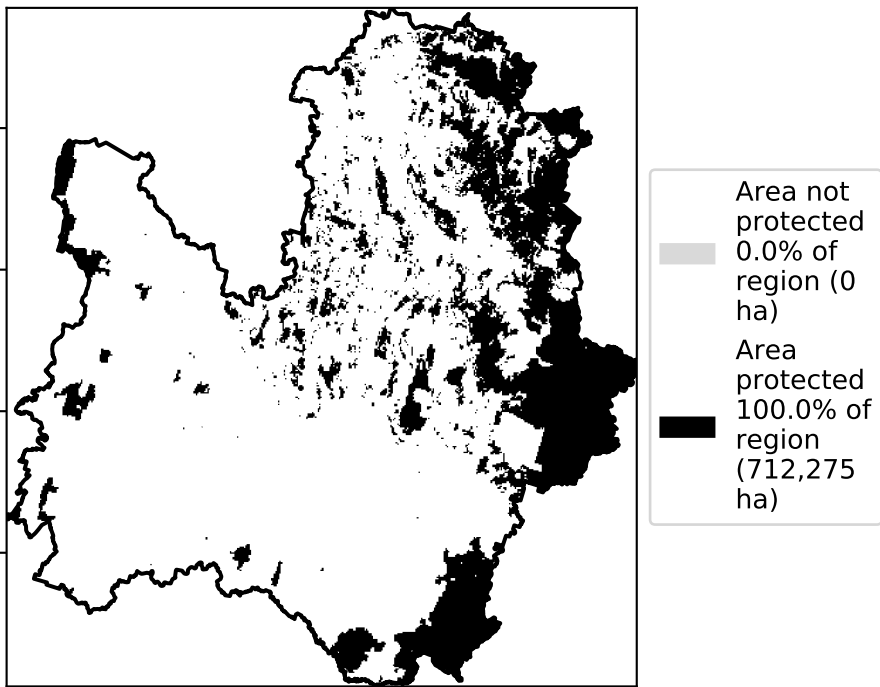 Area not
protected
0.0% of
region (0
ha)
Area
protected
100.0% of
region
(712,275
ha)